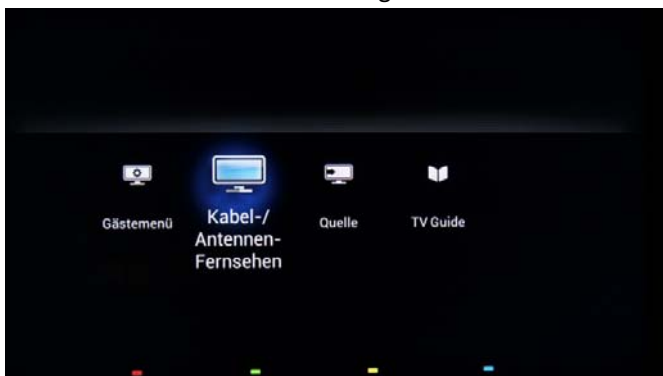 Gästemenü
Kabel-/
Antennen-
Fernsehen
Quelle
TV Guide